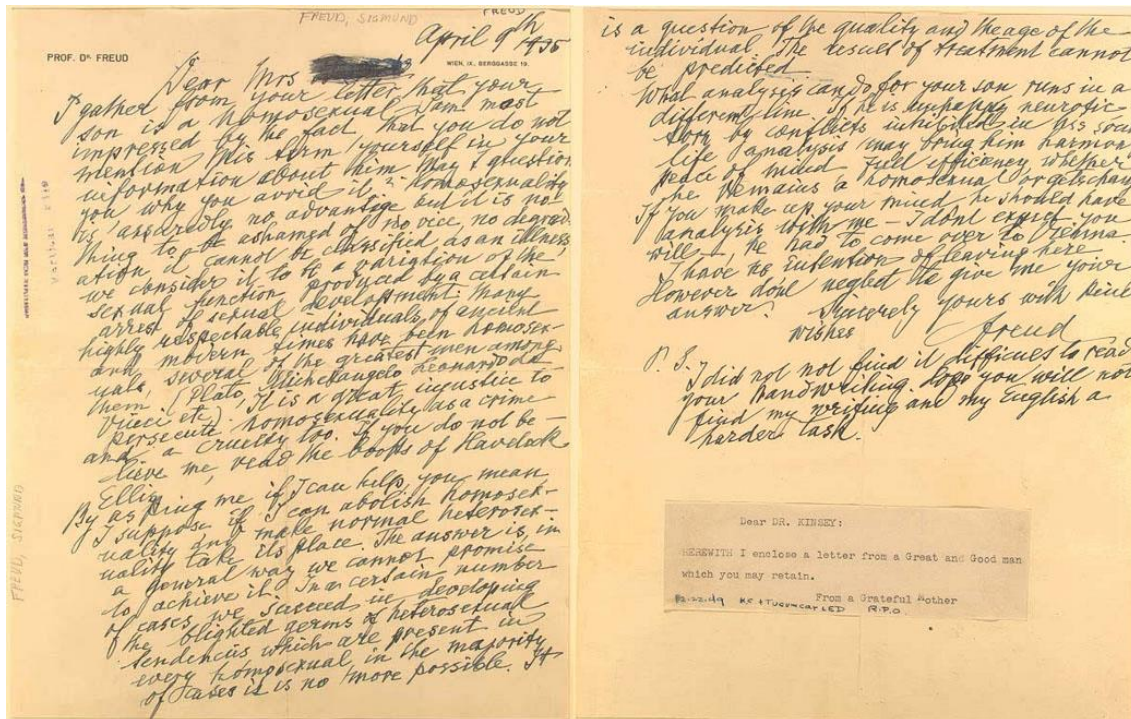 FREUD, SIGMUND
FREUD
April 9th 1935
PROF. DR. FREUD
WIEN, IX., BERGGASSE 19.
Dear Mrs
I gather from your letter that your
son is a homosexual. I am most
impressed by the fact, that you do not
mention this term yourself in your
information about him. May I question
you why you avoid it? Homosexuality
is assuredly no advantage but it is no-
thing to be ashamed of, no vice, no degrad-
ation, it cannot be classified as an illness,
we consider it to be a variation of the
sexual function produced by a certain
arrest of sexual development. Many
highly respectable individuals of ancient
and modern times have been homosex-
uals, several of the greatest men among
them. (Plato, Michelangelo, Leonardo da
Vinci etc). It is a great injustice to
persecute homosexuality as a crime
and a cruelty too. If you do not be-
lieve me, read the books of Havelock
Ellis.
By asking me if I can help, you mean
I suppose if I can abolish homosex-
uality and make normal heterosex-
uality take its place. The answer is, in
a general way we cannot promise
to achieve it. In a certain number
of cases we succeed in developing
the blighted germs of heterosexual
tendencies which are present in
every homosexual, in the majority
of cases it is no more possible. It
FREUD, SIGMUND
is a question of the quality and the age of the
individual. The result of treatment cannot
be predicted.
What analysis can do for your son runs in a
different line. If he is unhappy, neurotic,
torn by conflicts, inhibited in his social
life, analysis may bring him harmony,
peace of mind, full efficiency whether
he remains a homosexual or gets chang
If you make up your mind he should have
analysis with me - I dont expect you
will -, he had to come over to Vienna.
I have no intention of leaving here.
However dont neglect to give me your
answer.
Sincerely yours with kind
wishes
Freud
P. S.
I did not not find it difficult to read
your handwriting. Hope you will not
find my writing and my English a
harder task.
Dear DR. KINSEY:
HEREWITH I enclose a letter from a Great and Good man
which you may retain.
From a Grateful Mother